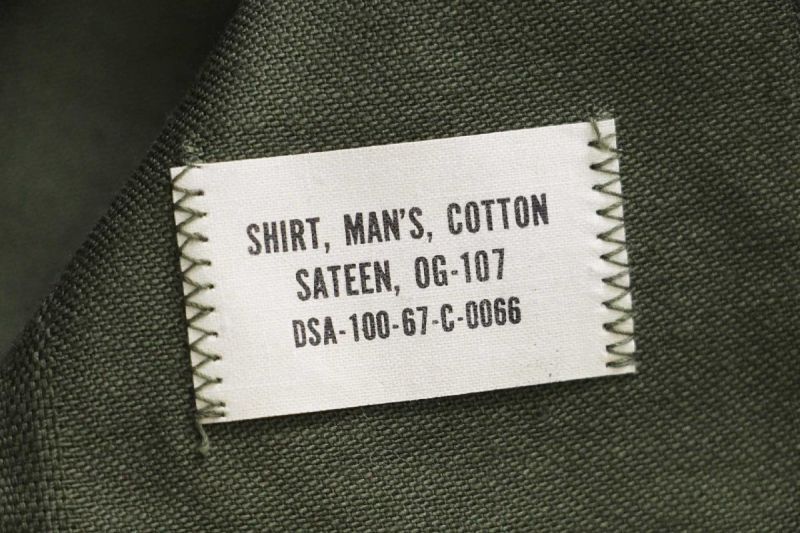 SHIRT, MAN'S, COTTON
SATEEN, OG-107
DSA-100-67-C-0066